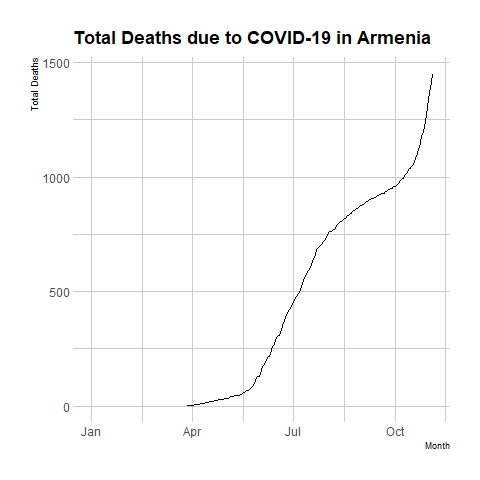 Total Deaths due to COVID-19 in Armenia
Total Deaths
1500
1000
500
0
Jan Apr Jul Oct
Month